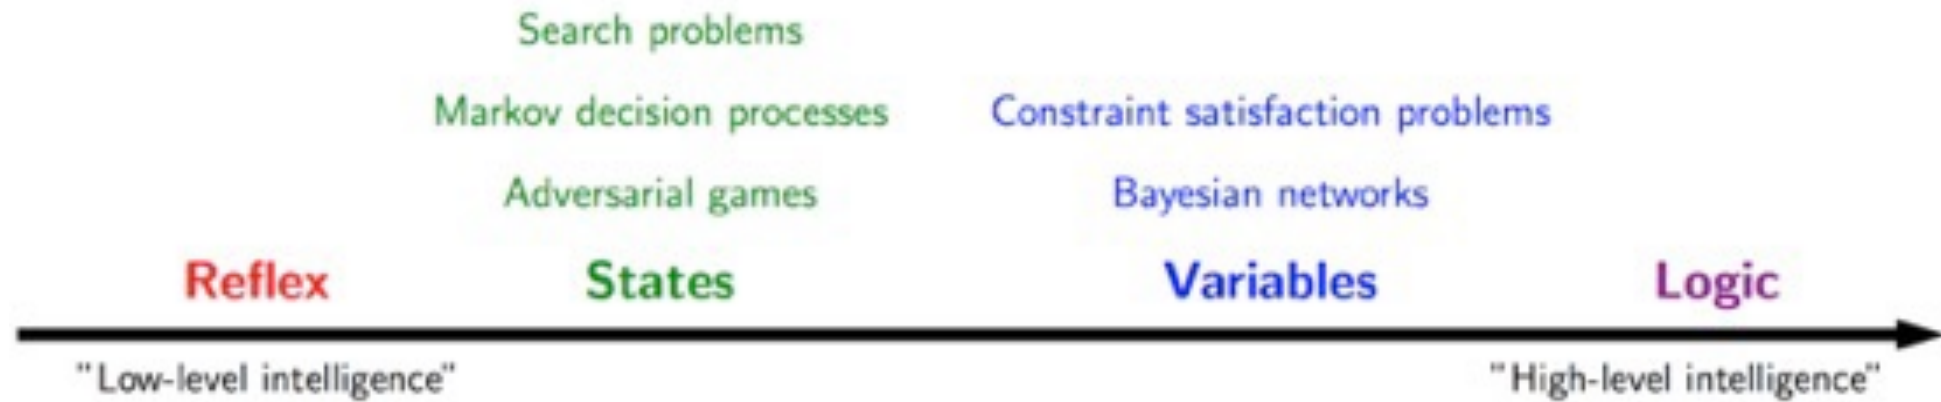 Search problems
Markov decision processes
Constraint satisfaction problems
Adversarial games
Bayesian networks
Reflex
States
Variables
Logic
"Low-level intelligence"
"High-level intelligence"